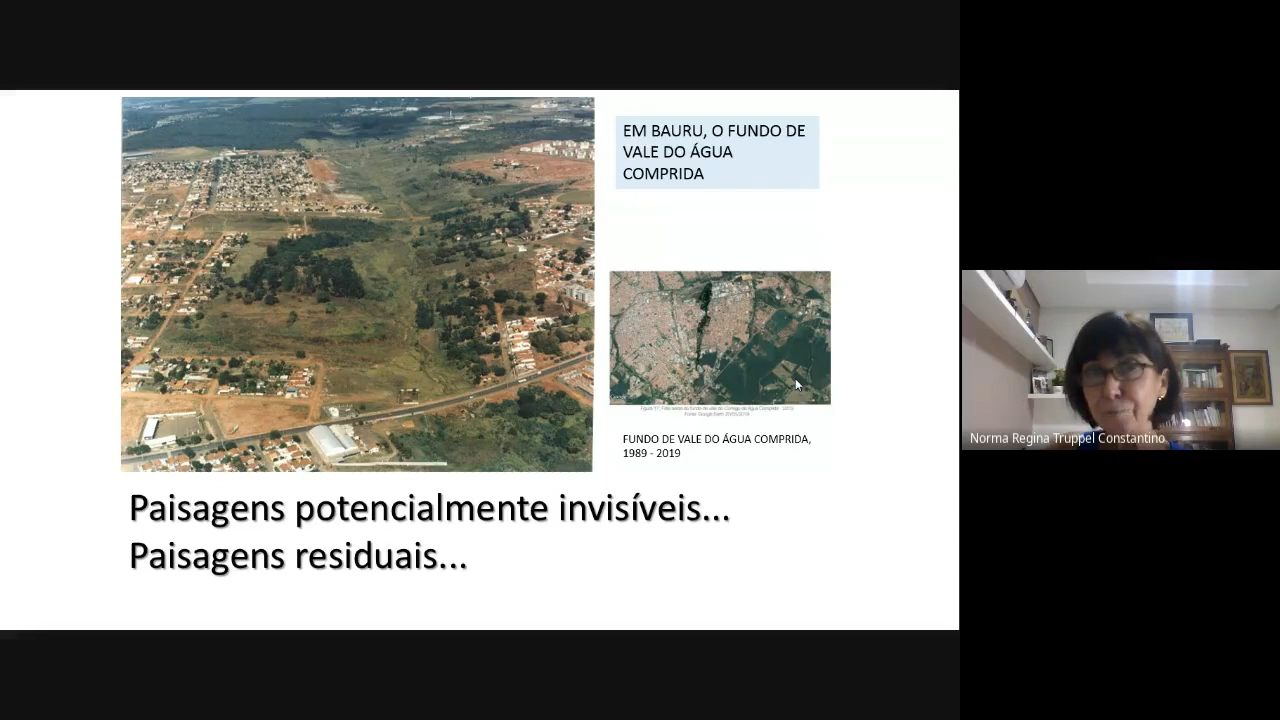 EM BAURU, O FUNDO DE
VALE DO ÁGUA
COMPRIDA
FUNDO DE VALE DO ÁGUA COMPRIDA,
1989 - 2019
Paisagens potencialmente invisíveis...
Paisagens residuais...
Norma Regina Truppel Constantino